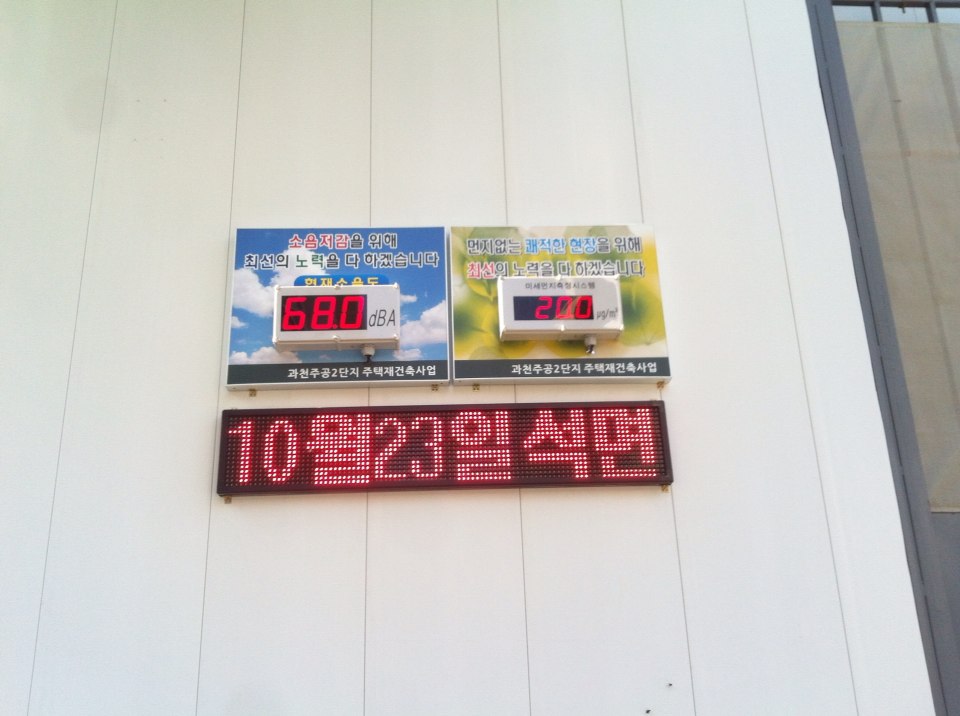 소음저감을 위해
최선의 노력을 다 하겠습니다
현재소음도
68.0 dBA
과천주공2단지 주택재건축사업
먼지없는 쾌적한 현장을 위해
최선의 노력을 다 하겠습니다
미세먼지측정시스템
20.0 μg/m³
과천주공2단지 주택재건축사업
10월23일석면